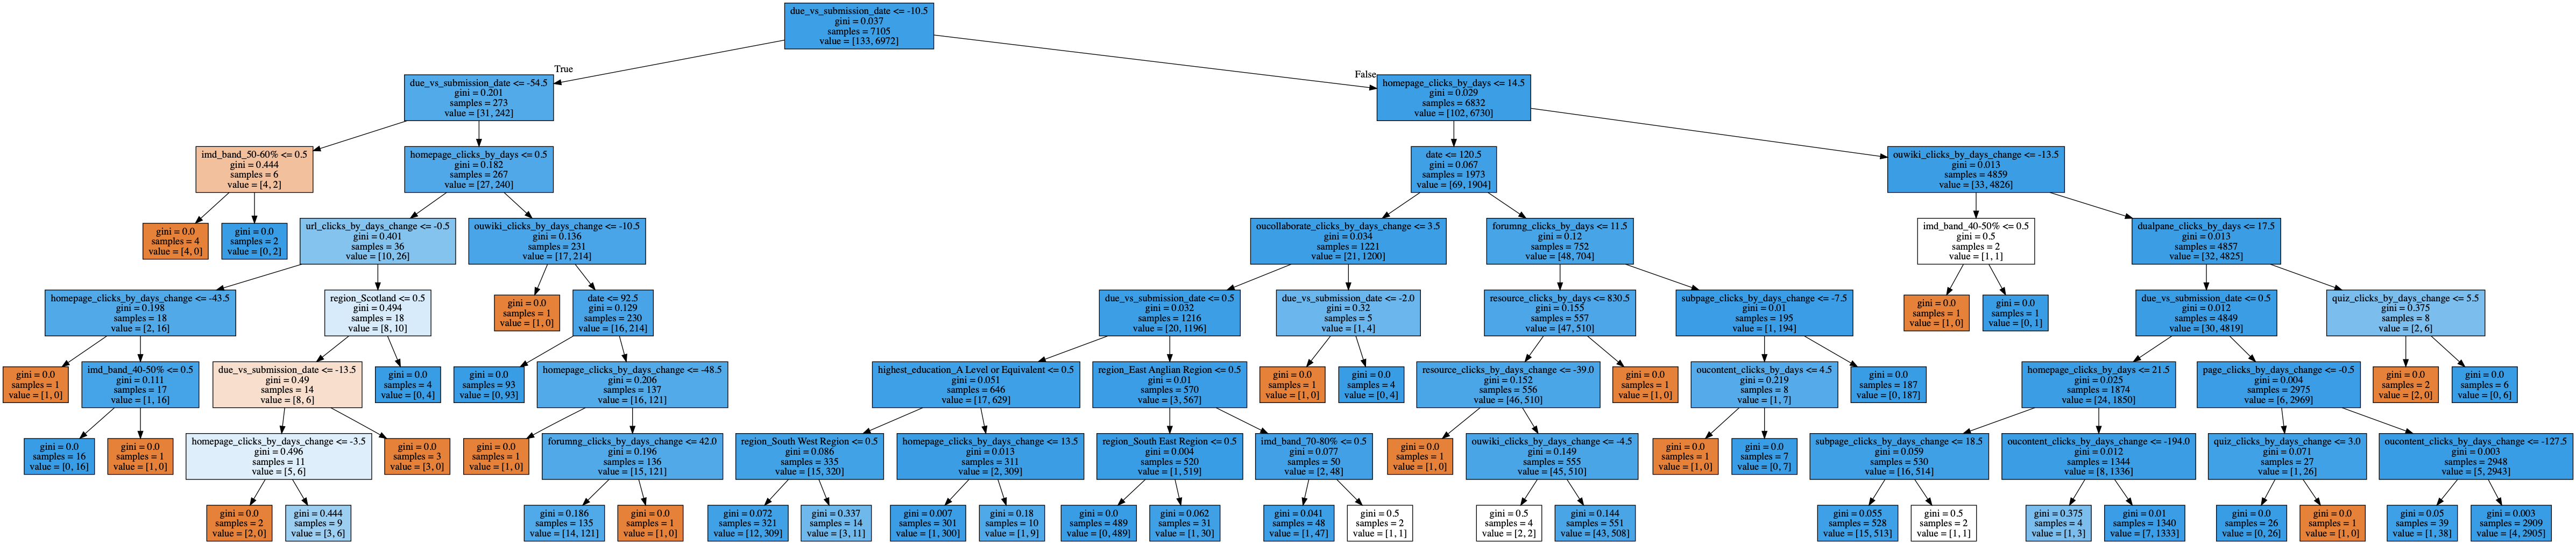 due_vs_submission_date <= -10.5
gini = 0.037
samples = 7105
value = [133, 6972]
True
False
due_vs_submission_date <= -54.5
gini = 0.201
samples = 273
value = [31, 242]
homepage_clicks_by_days <= 14.5
gini = 0.029
samples = 6832
value = [102, 6730]
imd_band_50-60% <= 0.5
gini = 0.444
samples = 6
value = [4, 2]
homepage_clicks_by_days <= 0.5
gini = 0.182
samples = 267
value = [27, 240]
date <= 120.5
gini = 0.067
samples = 1973
value = [69, 1904]
ouwiki_clicks_by_days_change <= -13.5
gini = 0.013
samples = 4859
value = [33, 4826]
gini = 0.0
samples = 4
value = [4, 0]
gini = 0.0
samples = 2
value = [0, 2]
url_clicks_by_days_change <= -0.5
gini = 0.401
samples = 36
value = [10, 26]
ouwiki_clicks_by_days_change <= -10.5
gini = 0.136
samples = 231
value = [17, 214]
oucollaborate_clicks_by_days_change <= 3.5
gini = 0.034
samples = 1221
value = [21, 1200]
forumng_clicks_by_days <= 11.5
gini = 0.12
samples = 752
value = [48, 704]
imd_band_40-50% <= 0.5
gini = 0.5
samples = 2
value = [1, 1]
dualpane_clicks_by_days <= 17.5
gini = 0.013
samples = 4857
value = [32, 4825]
homepage_clicks_by_days_change <= -43.5
gini = 0.198
samples = 18
value = [2, 16]
region_Scotland <= 0.5
gini = 0.494
samples = 18
value = [8, 10]
gini = 0.0
samples = 1
value = [1, 0]
date <= 92.5
gini = 0.129
samples = 230
value = [16, 214]
due_vs_submission_date <= 0.5
gini = 0.032
samples = 1216
value = [20, 1196]
due_vs_submission_date <= -2.0
gini = 0.32
samples = 5
value = [1, 4]
resource_clicks_by_days <= 830.5
gini = 0.155
samples = 557
value = [47, 510]
subpage_clicks_by_days_change <= -7.5
gini = 0.01
samples = 195
value = [1, 194]
gini = 0.0
samples = 1
value = [1, 0]
gini = 0.0
samples = 1
value = [0, 1]
due_vs_submission_date <= 0.5
gini = 0.012
samples = 4849
value = [30, 4819]
quiz_clicks_by_days_change <= 5.5
gini = 0.375
samples = 8
value = [2, 6]
gini = 0.0
samples = 1
value = [1, 0]
imd_band_40-50% <= 0.5
gini = 0.111
samples = 17
value = [1, 16]
due_vs_submission_date <= -13.5
gini = 0.49
samples = 14
value = [8, 6]
gini = 0.0
samples = 4
value = [0, 4]
gini = 0.0
samples = 93
value = [0, 93]
homepage_clicks_by_days_change <= -48.5
gini = 0.206
samples = 137
value = [16, 121]
highest_education_A Level or Equivalent <= 0.5
gini = 0.051
samples = 646
value = [17, 629]
region_East Anglian Region <= 0.5
gini = 0.01
samples = 570
value = [3, 567]
gini = 0.0
samples = 1
value = [1, 0]
gini = 0.0
samples = 4
value = [0, 4]
resource_clicks_by_days_change <= -39.0
gini = 0.152
samples = 556
value = [46, 510]
gini = 0.0
samples = 1
value = [1, 0]
oucontent_clicks_by_days <= 4.5
gini = 0.219
samples = 8
value = [1, 7]
gini = 0.0
samples = 187
value = [0, 187]
homepage_clicks_by_days <= 21.5
gini = 0.025
samples = 1874
value = [24, 1850]
page_clicks_by_days <= -0.5
gini = 0.004
samples = 2975
value = [6, 2969]
gini = 0.0
samples = 2
value = [2, 0]
gini = 0.0
samples = 6
value = [0, 6]
gini = 0.0
samples = 16
value = [0, 16]
gini = 0.0
samples = 1
value = [1, 0]
homepage_clicks_by_days_change <= -3.5
gini = 0.496
samples = 11
value = [5, 6]
gini = 0.0
samples = 3
value = [3, 0]
gini = 0.0
samples = 1
value = [1, 0]
forumng_clicks_by_days_change <= 42.0
gini = 0.196
samples = 136
value = [15, 121]
region_South West Region <= 0.5
gini = 0.086
samples = 335
value = [15, 320]
homepage_clicks_by_days_change <= 13.5
gini = 0.013
samples = 311
value = [2, 309]
region_South East Region <= 0.5
gini = 0.004
samples = 520
value = [1, 519]
imd_band_70-80% <= 0.5
gini = 0.077
samples = 50
value = [2, 48]
gini = 0.0
samples = 1
value = [1, 0]
ouwiki_clicks_by_days_change <= -4.5
gini = 0.149
samples = 555
value = [45, 510]
gini = 0.0
samples = 1
value = [1, 0]
gini = 0.0
samples = 7
value = [0, 7]
subpage_clicks_by_days_change <= 18.5
gini = 0.059
samples = 530
value = [16, 514]
oucontent_clicks_by_days_change <= -194.0
gini = 0.012
samples = 1344
value = [8, 1336]
quiz_clicks_by_days_change <= 3.0
gini = 0.071
samples = 27
value = [1, 26]
oucontent_clicks_by_days_change <= -127.5
gini = 0.003
samples = 2948
value = [5, 2943]
gini = 0.0
samples = 2
value = [2, 0]
gini = 0.444
samples = 9
value = [3, 6]
gini = 0.186
samples = 135
value = [14, 121]
gini = 0.0
samples = 1
value = [1, 0]
gini = 0.072
samples = 321
value = [12, 309]
gini = 0.337
samples = 14
value = [3, 11]
gini = 0.007
samples = 301
value = [1, 300]
gini = 0.18
samples = 10
value = [1, 9]
gini = 0.0
samples = 489
value = [0, 489]
gini = 0.062
samples = 31
value = [1, 30]
gini = 0.041
samples = 48
value = [1, 47]
gini = 0.5
samples = 2
value = [1, 1]
gini = 0.5
samples = 4
value = [2, 2]
gini = 0.144
samples = 551
value = [43, 508]
gini = 0.055
samples = 528
value = [15, 513]
gini = 0.5
samples = 2
value = [1, 1]
gini = 0.375
samples = 4
value = [1, 3]
gini = 0.01
samples = 1340
value = [7, 1333]
gini = 0.0
samples = 26
value = [0, 26]
gini = 0.0
samples = 1
value = [1, 0]
gini = 0.05
samples = 39
value = [1, 38]
gini = 0.003
samples = 2909
value = [4, 2905]